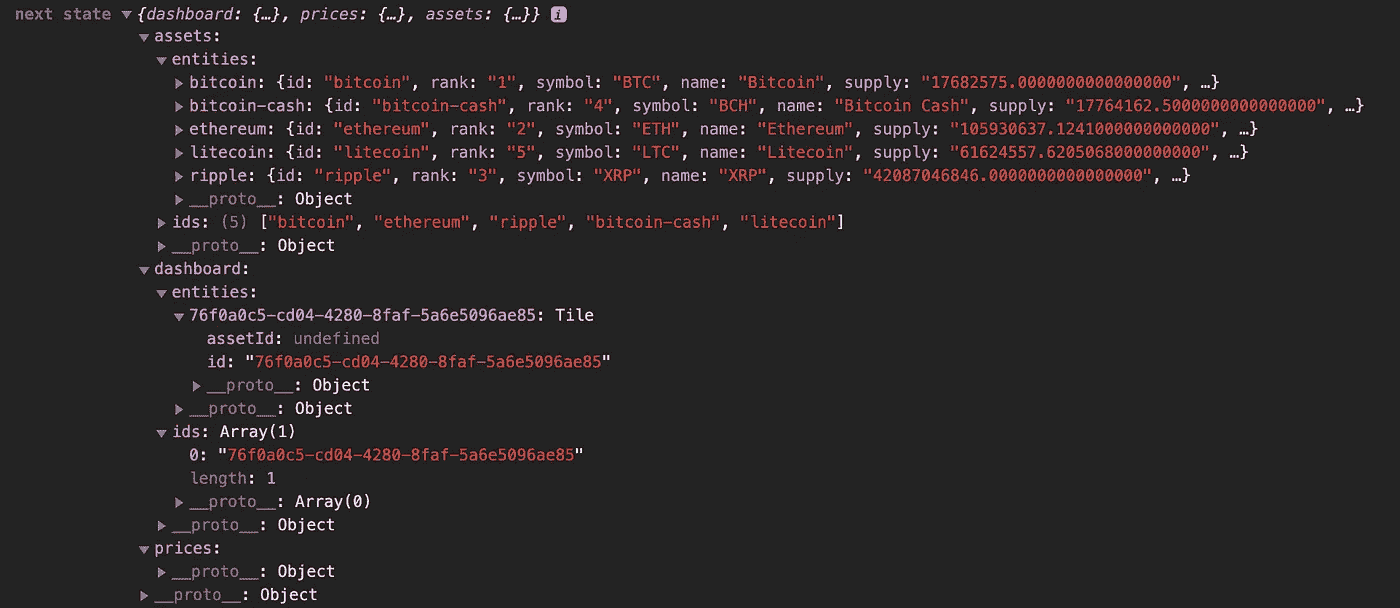 next state ▼{dashboard: {…}, prices: {…}, assets: {…}} i
▼assets:
▼entities:
▶bitcoin: {id: "bitcoin", rank: "1", symbol: "BTC", name: "Bitcoin", supply: "17682575.0000000000000000", …}
▶bitcoin-cash: {id: "bitcoin-cash", rank: "4", symbol: "BCH", name: "Bitcoin Cash", supply: "17764162.5000000000000000", …}
▶ethereum: {id: "ethereum", rank: "2", symbol: "ETH", name: "Ethereum", supply: "105930637.1241000000000000", …}
▶litecoin: {id: "litecoin", rank: "5", symbol: "LTC", name: "Litecoin", supply: "61624557.6205068000000000", …}
▶ripple: {id: "ripple", rank: "3", symbol: "XRP", name: "XRP", supply: "42087046846.0000000000000000", …}
▶__proto__: Object
▶ids: (5) ["bitcoin", "ethereum", "ripple", "bitcoin-cash", "litecoin"]
▶__proto__: Object
▼dashboard:
▼entities:
▼76f0a0c5-cd04-4280-8faf-5a6e5096ae85: Tile
assetId: undefined
id: "76f0a0c5-cd04-4280-8faf-5a6e5096ae85"
▶__proto__: Object
▶__proto__: Object
▼ids: Array(1)
0: "76f0a0c5-cd04-4280-8faf-5a6e5096ae85"
length: 1
▶__proto__: Array(0)
▶__proto__: Object
▼prices:
▶__proto__: Object
▶__proto__: Object